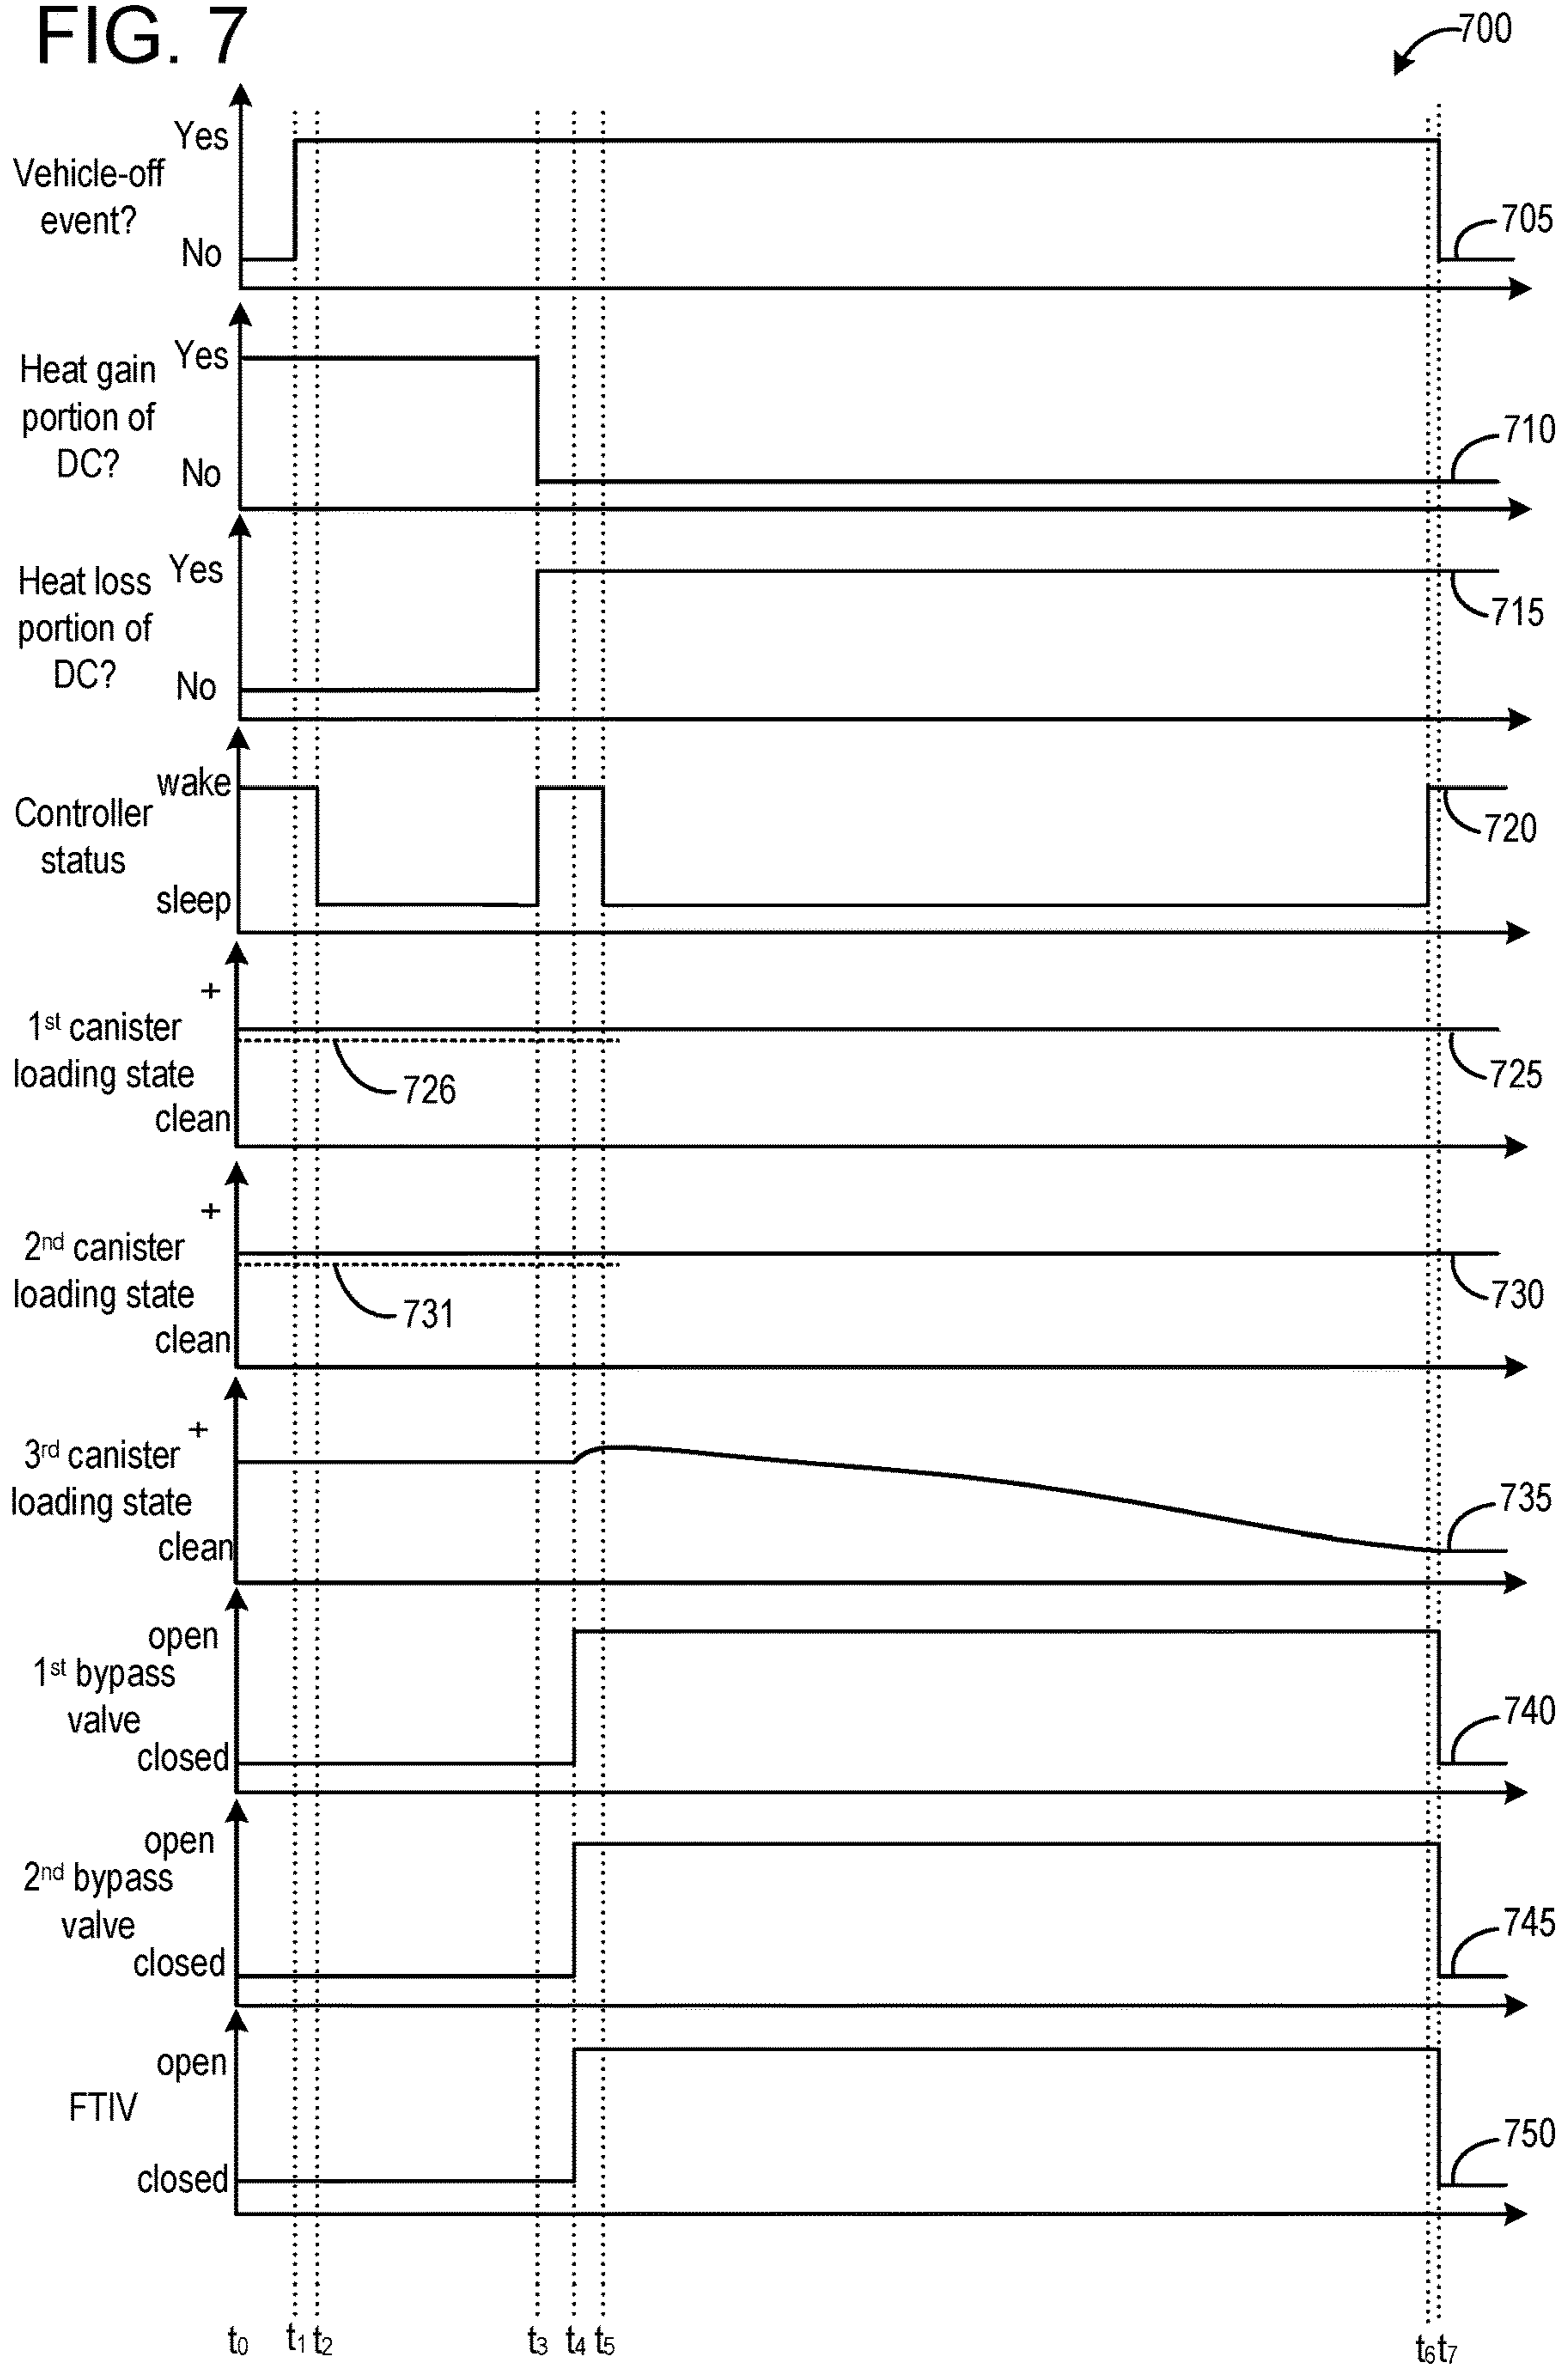 FIG. 7
700
Yes
Vehicle-off
event?
No
705
Yes
Heat gain
portion of
DC?
No
710
Yes
Heat loss
portion of
DC?
No
715
wake
Controller
status
sleep
720
+
1st canister
loading state
clean
726
725
+
2nd canister
loading state
clean
731
730
+
3rd canister
loading state
clean
735
open
1st bypass
valve
closed
740
open
2nd bypass
valve
closed
745
open
FTIV
closed
750
t0 t1 t2 t3 t4 t5 t6 t7